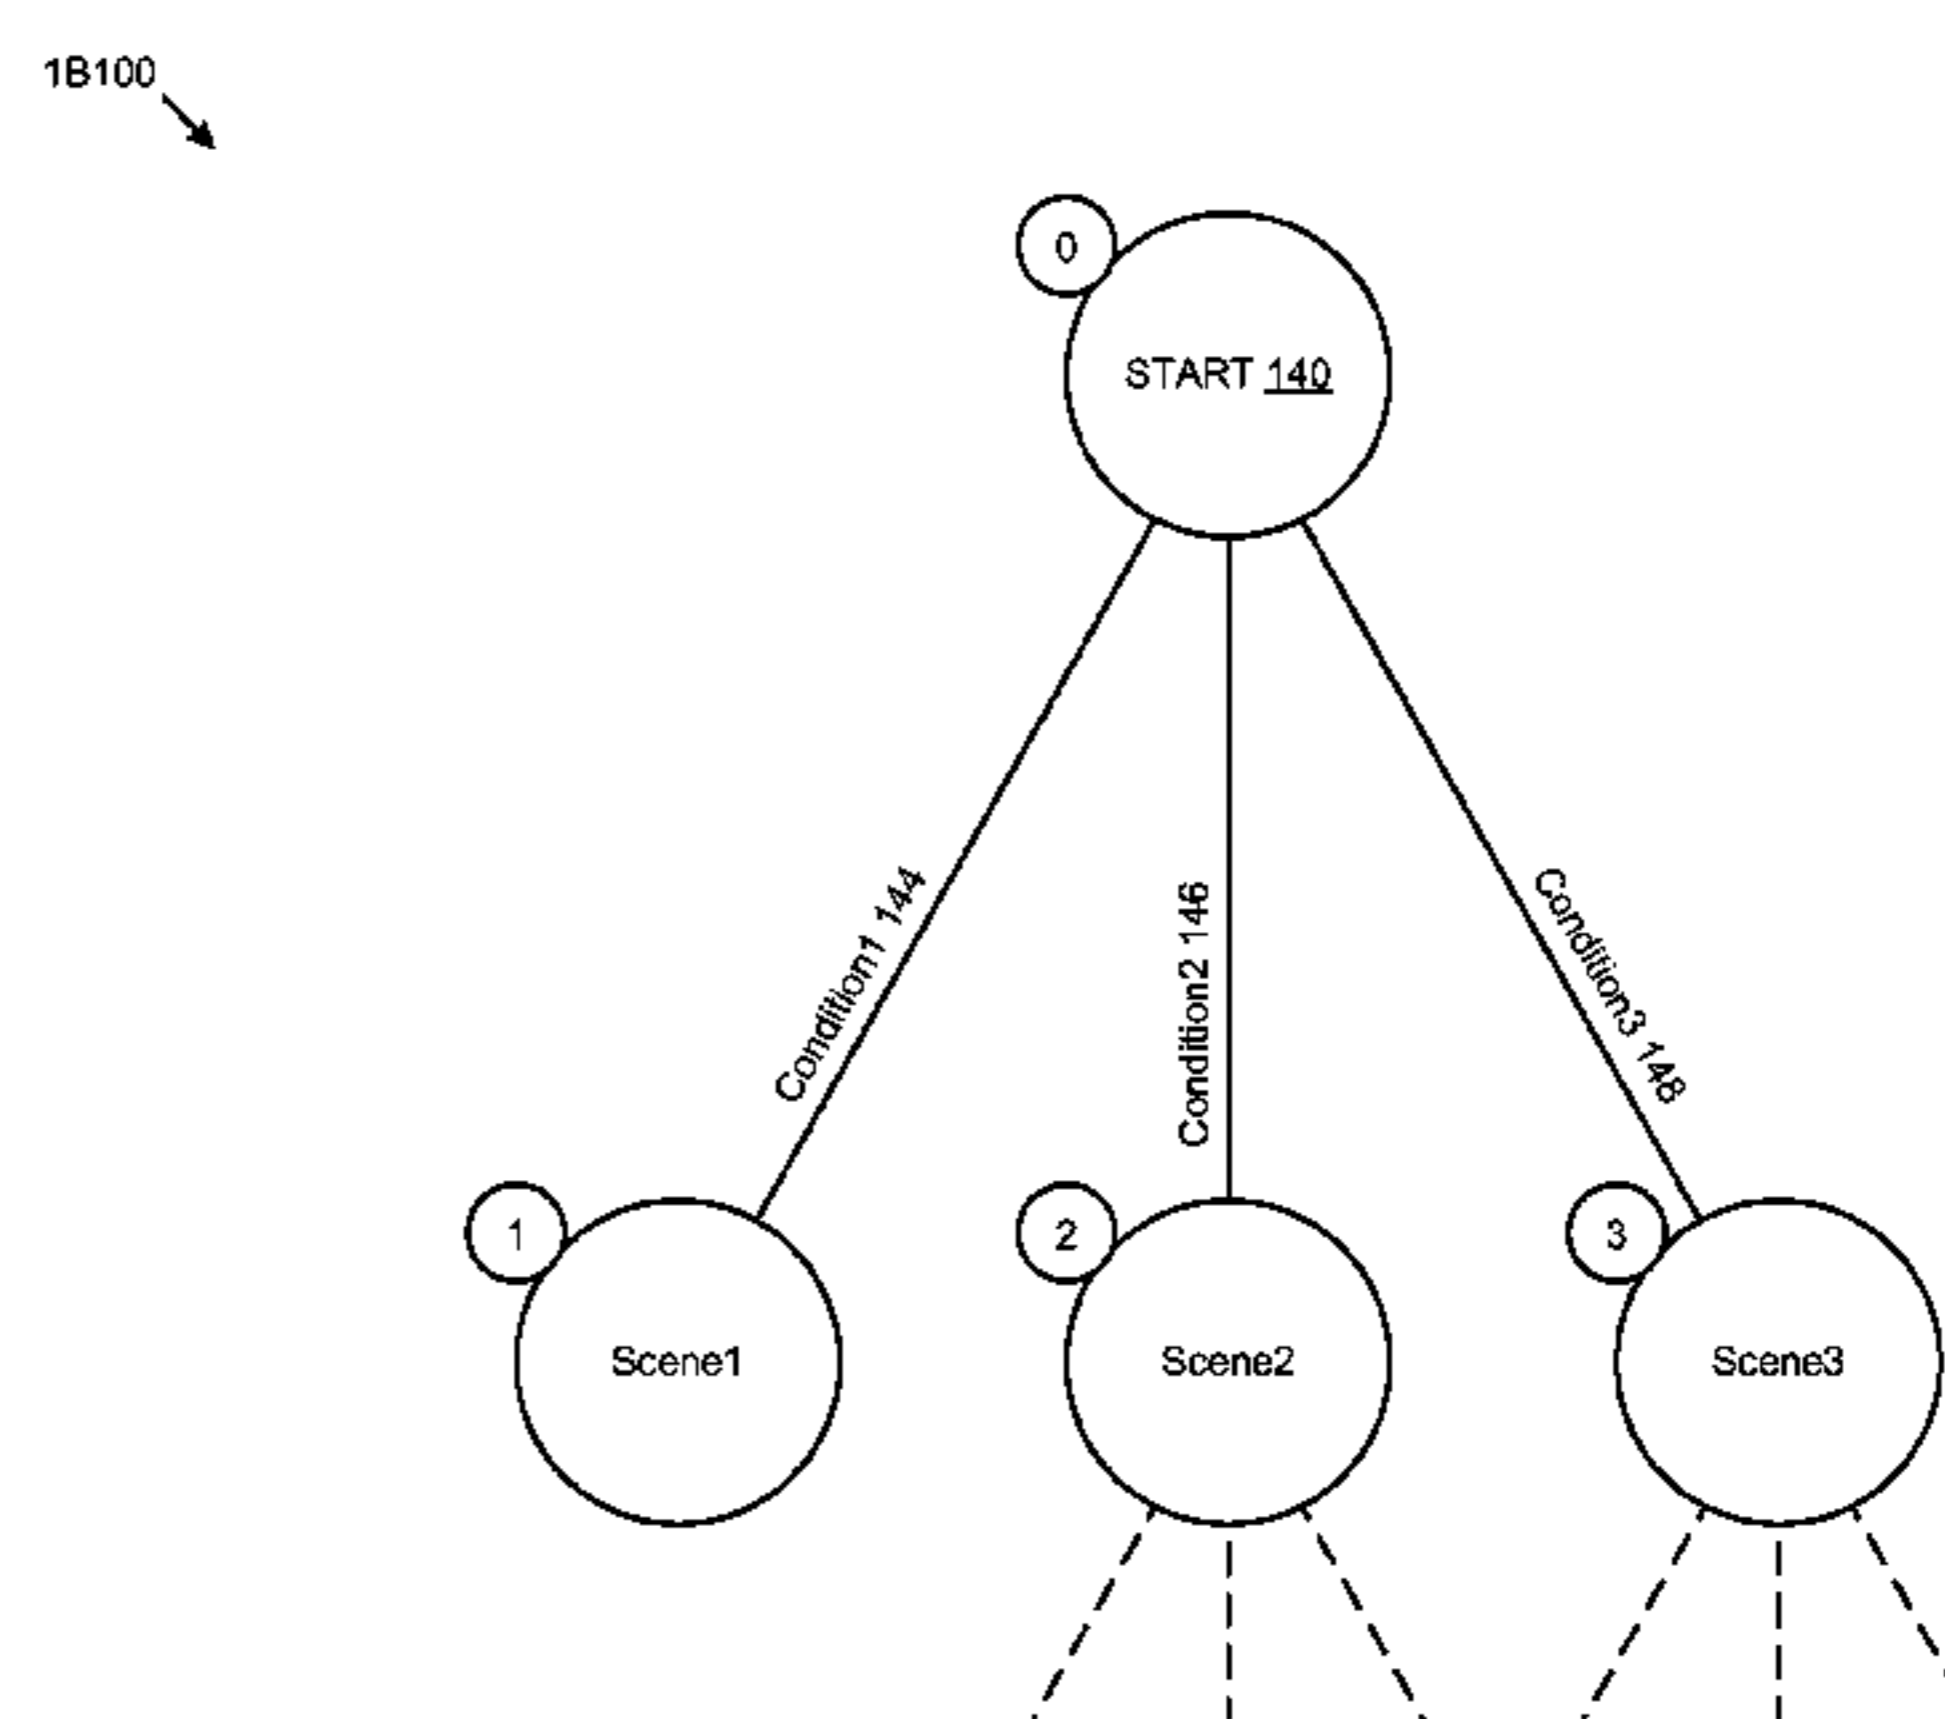 1B100
0
START 140
Condition1 144
Condition2 146
Condition3 148
1
2
3
Scene1
Scene2
Scene3